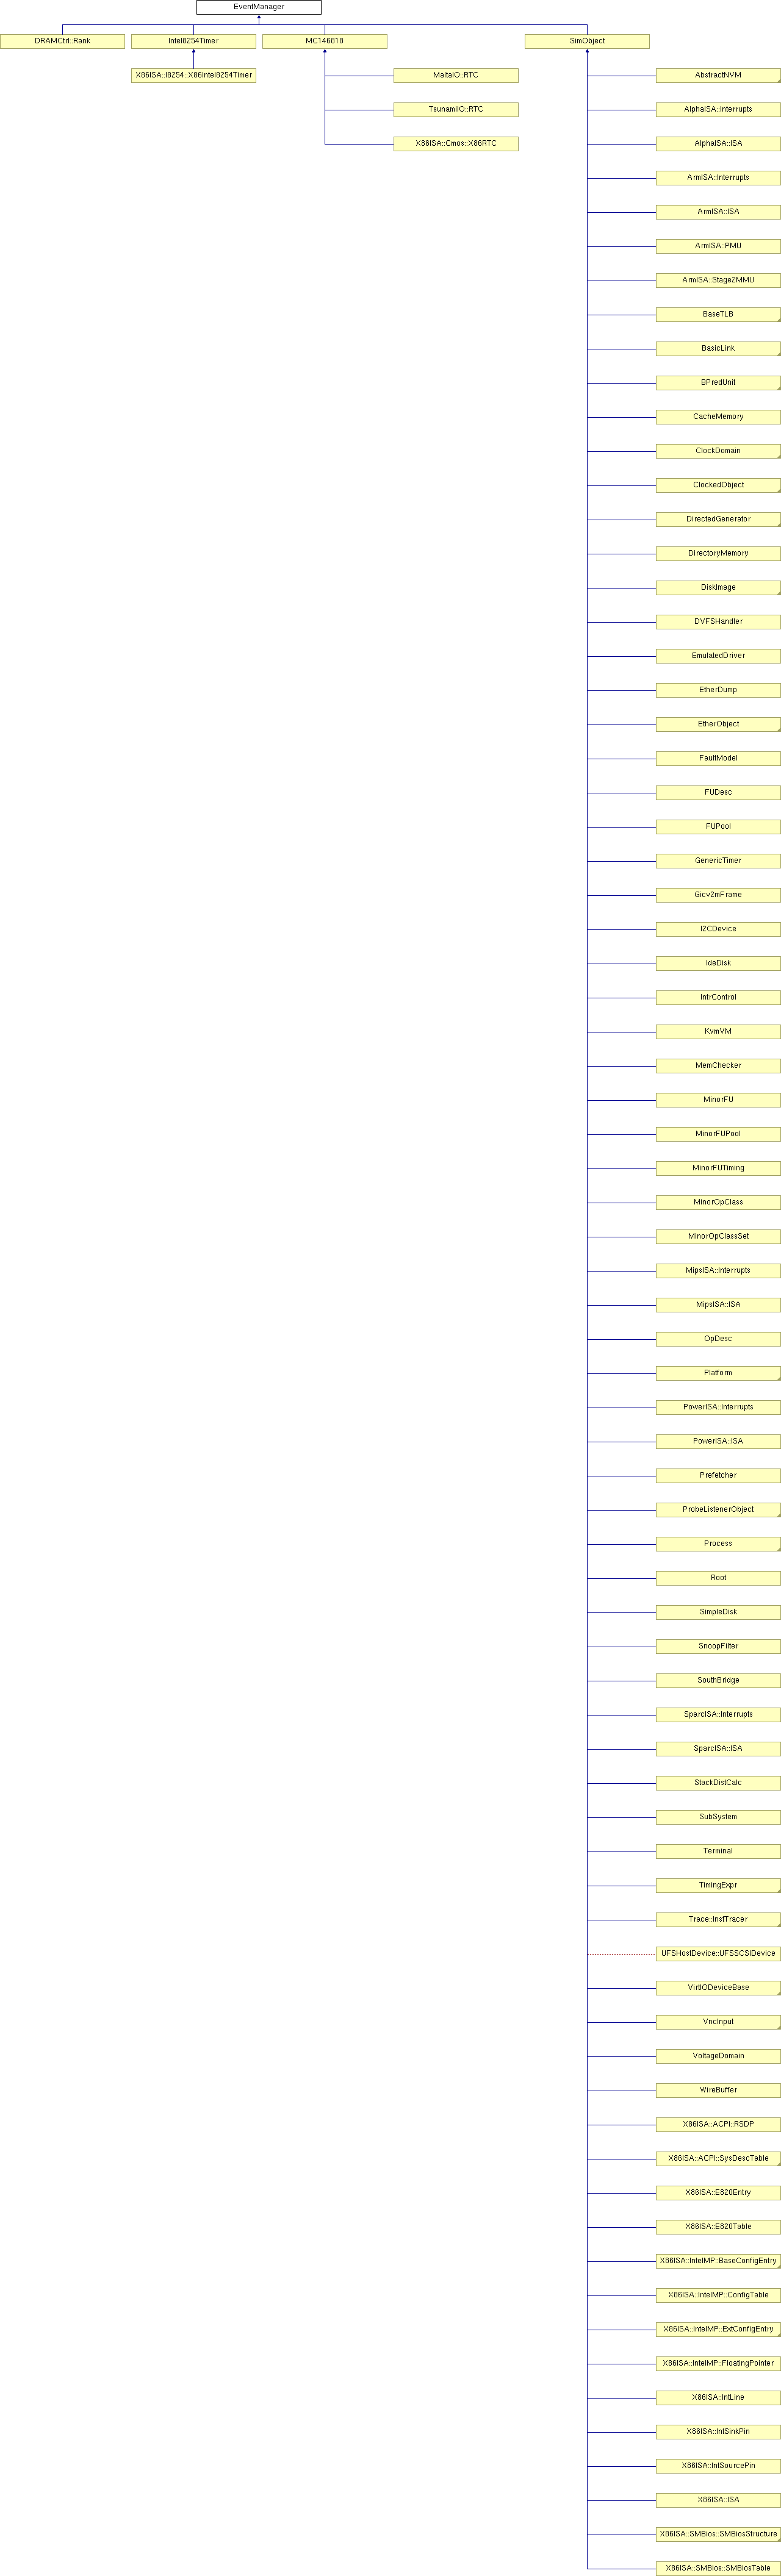 EventManager
DRAMCtrl::Rank
Intel8254Timer
MC146818
SimObject
X86ISA::I8254::X86Intel8254Timer
MaltaIO::RTC
AbstractNVM
TsunamiIO::RTC
AlphaISA::Interrupts
X86ISA::Cmos::X86RTC
AlphaISA::ISA
ArmISA::Interrupts
ArmISA::ISA
ArmISA::PMU
ArmISA::Stage2MMU
BaseTLB
BasicLink
BPredUnit
CacheMemory
ClockDomain
ClockedObject
DirectedGenerator
DirectoryMemory
DiskImage
DVFSHandler
EmulatedDriver
EtherDump
EtherObject
FaultModel
FUDesc
FUPool
GenericTimer
Gicv2mFrame
I2CDevice
IdeDisk
IntrControl
KvmVM
MemChecker
MinorFU
MinorFUPool
MinorFUTiming
MinorOpClass
MinorOpClassSet
MipsISA::Interrupts
MipsISA::ISA
OpDesc
Platform
PowerISA::Interrupts
PowerISA::ISA
Prefetcher
ProbeListenerObject
Process
Root
SimpleDisk
SnoopFilter
SouthBridge
SparcISA::Interrupts
SparcISA::ISA
StackDistCalc
SubSystem
Terminal
TimingExpr
Trace::InstTracer
UFSHostDevice::UFSSCSIDevice
VirtIODeviceBase
VncInput
VoltageDomain
WireBuffer
X86ISA::ACPI::RSDP
X86ISA::ACPI::SysDescTable
X86ISA::E820Entry
X86ISA::E820Table
X86ISA::IntelMP::BaseConfigEntry
X86ISA::IntelMP::ConfigTable
X86ISA::IntelMP::ExtConfigEntry
X86ISA::IntelMP::FloatingPointer
X86ISA::IntLine
X86ISA::IntSinkPin
X86ISA::IntSourcePin
X86ISA::ISA
X86ISA::SMBios::SMBiosStructure
X86ISA::SMBios::SMBiosTable